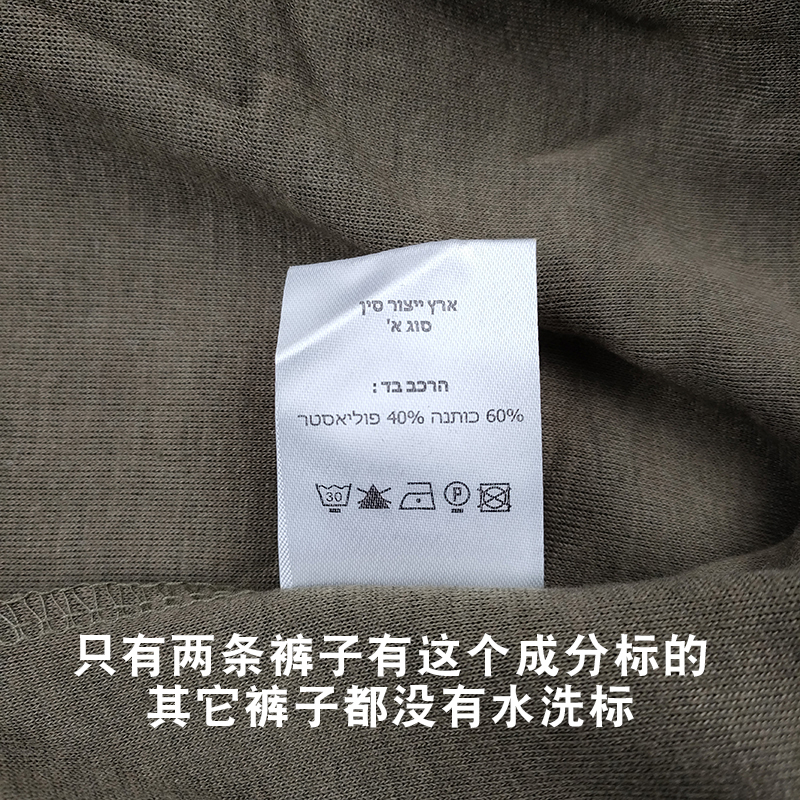 ארץ ייצור סין
סוג א'
הרכב בד :
60% כותנה 40% פוליאסטר
30
P
只有两条裤子有这个成分标的
其它裤子都没有水洗标